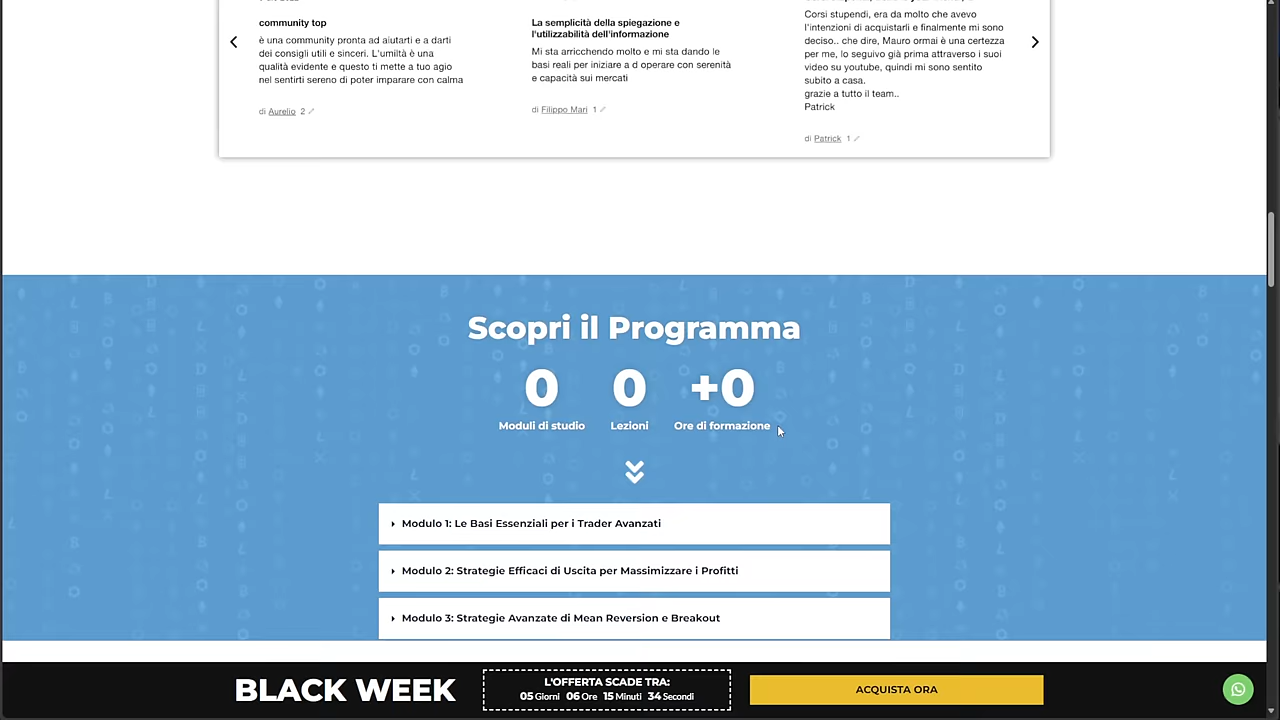 community top
è una community pronta ad aiutarti e a darti
dei consigli utili e sinceri. L'umiltà è una
qualità evidente e questo ti mette a tuo agio
nel sentirti sereno di poter imparare con calma
di Aurelio 2
La semplicità della spiegazione e
l'utilizzabilità dell'informazione
Mi sta arricchendo molto e mi sta dando le
basi reali per iniziare a d operare con serenità
e capacità sui mercati
di Filippo Mari 1
Corsi stupendi, era da molto che avevo
l'intenzioni di acquistarli e finalmente mi sono
deciso.. che dire, Mauro ormai è una certezza
per me, lo seguivo già prima attraverso i suoi
video su youtube, quindi mi sono sentito
subito a casa.
grazie a tutto il team..
Patrick
di Patrick 1
Scopri il Programma
0 0 +0
Moduli di studio Lezioni Ore di formazione
Modulo 1: Le Basi Essenziali per i Trader Avanzati
Modulo 2: Strategie Efficaci di Uscita per Massimizzare i Profitti
Modulo 3: Strategie Avanzate di Mean Reversion e Breakout
BLACK WEEK
L'OFFERTA SCADE TRA:
05 Giorni 06 Ore 15 Minuti 34 Secondi
ACQUISTA ORA